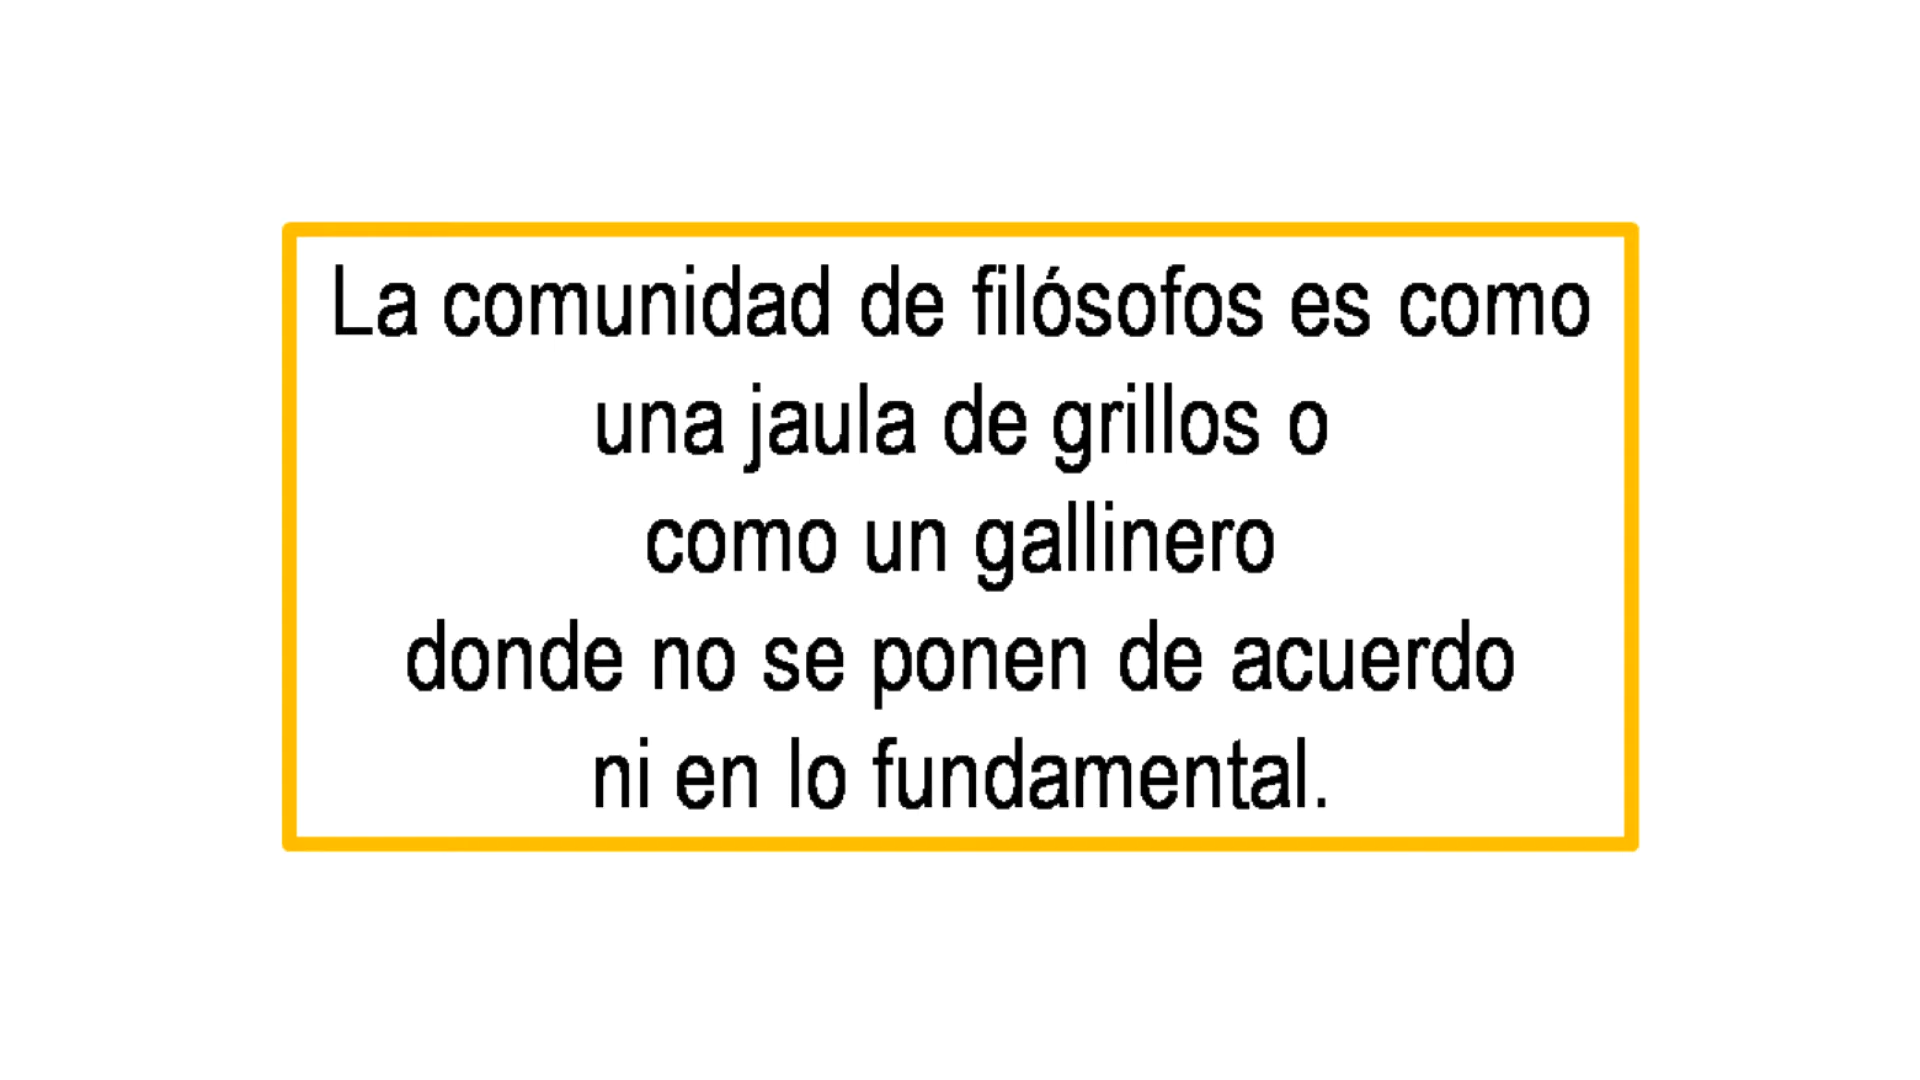 La comunidad de filósofos es como
una jaula de grillos o
como un gallinero
donde no se ponen de acuerdo
ni en lo fundamental.